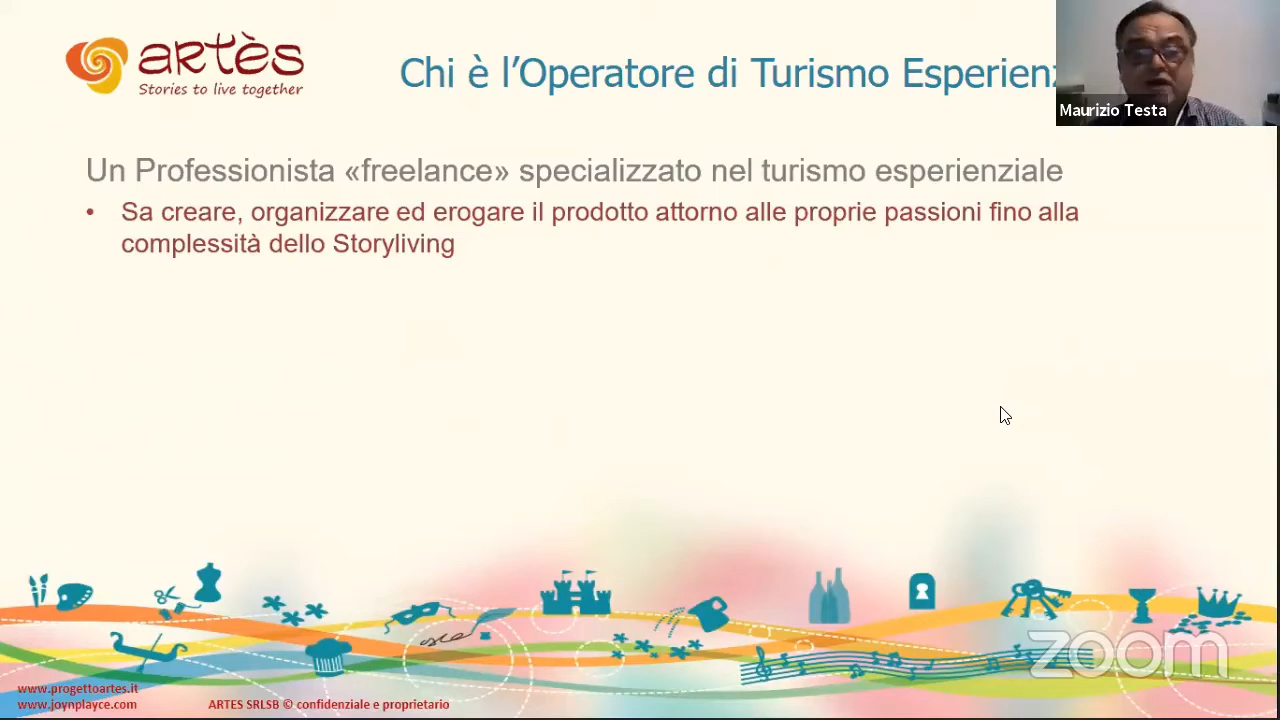 artès
Stories to live together
Chi è l'Operatore di Turismo
Maurizio Testa
Un Professionista «freelance» specializzato nel turismo esperienziale
• Sa creare, organizzare ed erogare il prodotto attorno alle proprie passioni fino alla
complessità dello Storyliving
zoom
www.progettoartes.it
www.joynplayce.com
ARTES SRLSB © confidenziale e proprietario